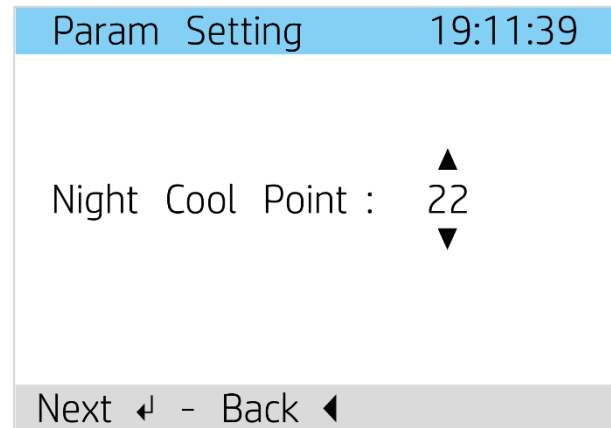 Param Setting 19:11:39
▲
Night Cool Point : 22
▼
Next ↲ - Back ◀